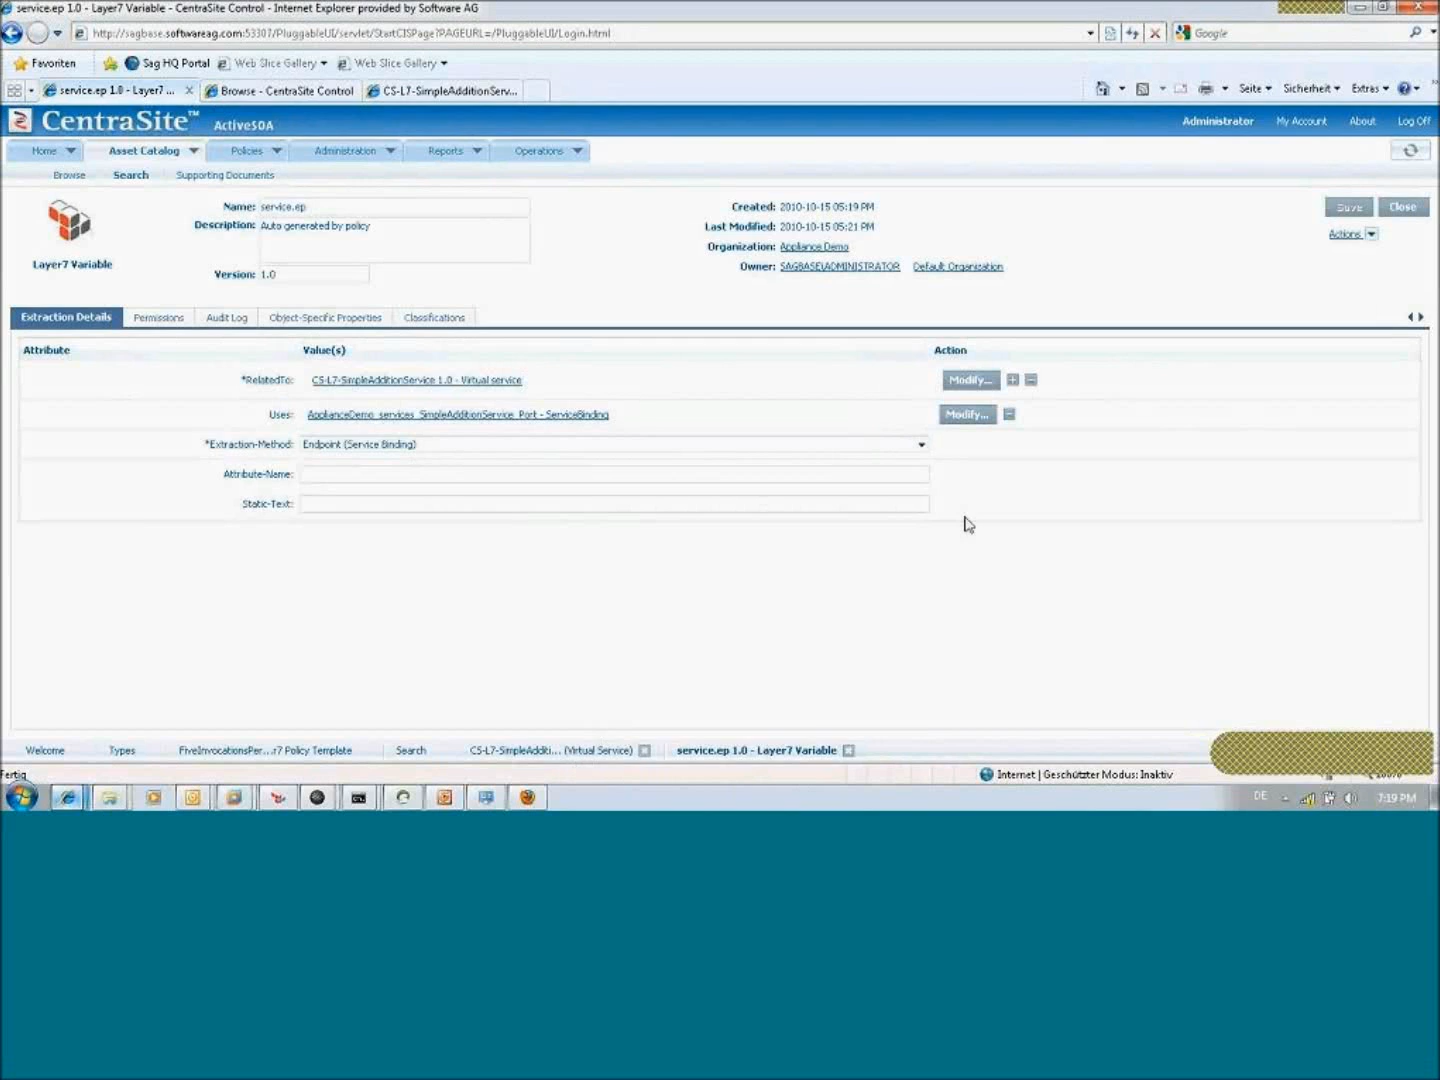 service.ep 1.0 - Layer7 Variable - CentraSite Control - Internet Explorer provided by Software AG
http://sagbase.softwareag.com:53307/PluggableUI/servlet/StartCISPage?PAGEURL=/PluggableUI/Login.html
Google
Favoriten Sag HQ Portal Web Slice Gallery Web Slice Gallery
service.ep 1.0 - Layer7 ... Browse - CentraSite Control CS-L7-SimpleAdditionServ... Seite Sicherheit Extras
CentraSite™ ActiveSOA Administrator My Account About Log Off
Home Asset Catalog Policies Administration Reports Operations
Browse Search Supporting Documents
Name: service.ep Created: 2010-10-15 05:19 PM Save Close
Description: Auto generated by policy Last Modified: 2010-10-15 05:21 PM Actions
Organization: Appliance Demo
Layer7 Variable Owner: SAGBASE\ADMINISTRATOR Default Organization
Version: 1.0
Extraction Details Permissions Audit Log Object-Specific Properties Classifications
Attribute Value(s) Action
*RelatedTo: CS-L7-SimpleAdditionService 1.0 - Virtual service Modify...
Uses: ApplianceDemo_services_SimpleAdditionService_Port - ServiceBinding Modify...
*Extraction-Method: Endpoint (Service Binding)
Attribute-Name:
Static-Text:
Welcome Types FiveInvocationsPer...r7 Policy Template Search CS-L7-SimpleAdditi... (Virtual Service) service.ep 1.0 - Layer7 Variable
Fertig Internet | Geschützter Modus: Inaktiv
DE 7:19 PM